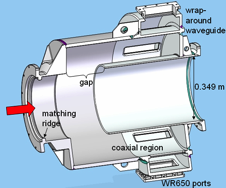 wrap-
around
waveguide
gap
0.349 m
matching
ridge
coaxial region
WR650 ports